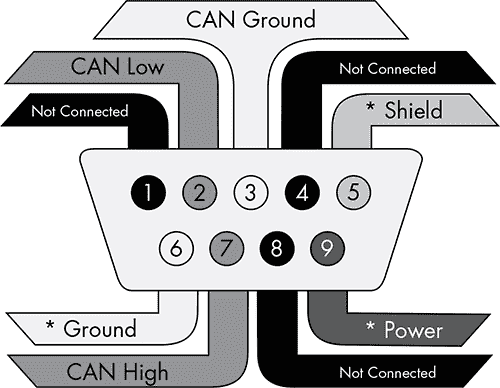 CAN Ground
CAN Low
Not Connected
Not Connected
* Shield
1 2 3 4 5
6 7 8 9
* Ground
* Power
CAN High
Not Connected